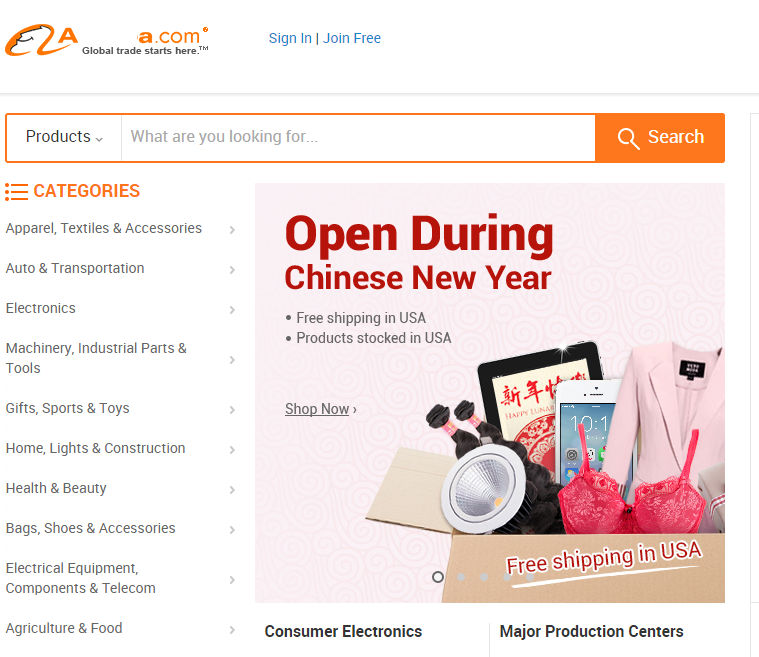 a.com
Global trade starts here.™
Sign In | Join Free
Products
What are you looking for...
Search
CATEGORIES
Apparel, Textiles & Accessories
Auto & Transportation
Electronics
Machinery, Industrial Parts &
Tools
Gifts, Sports & Toys
Home, Lights & Construction
Health & Beauty
Bags, Shoes & Accessories
Electrical Equipment,
Components & Telecom
Agriculture & Food
Open During
Chinese New Year
• Free shipping in USA
• Products stocked in USA
Shop Now ›
新年快
HAPPY LUNAR
10:1
Free shipping in USA
Consumer Electronics
Major Production Centers